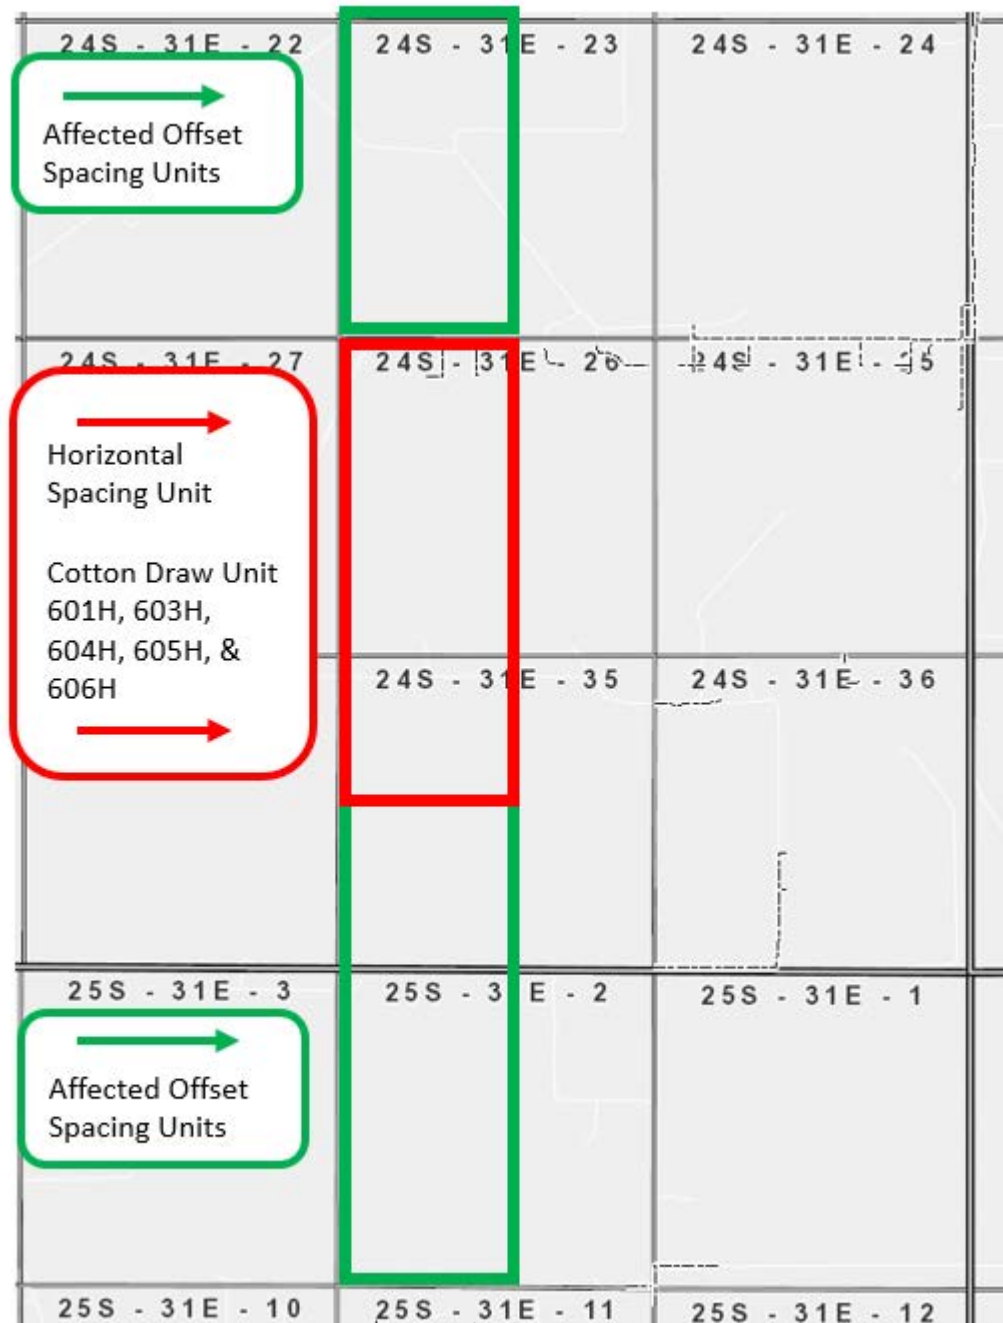 24S - 31E - 22
24S - 31E - 23
24S - 31E - 24
Affected Offset
Spacing Units
24S - 31E - 27
24S - 31E - 26
24S - 31E - 25
Horizontal
Spacing Unit
Cotton Draw Unit
601H, 603H,
604H, 605H, &
606H
24S - 31E - 35
24S - 31E - 36
25S - 31E - 3
25S - 3 E - 2
25S - 31E - 1
Affected Offset
Spacing Units
25S - 31E - 10
25S - 31E - 11
25S - 31E - 12